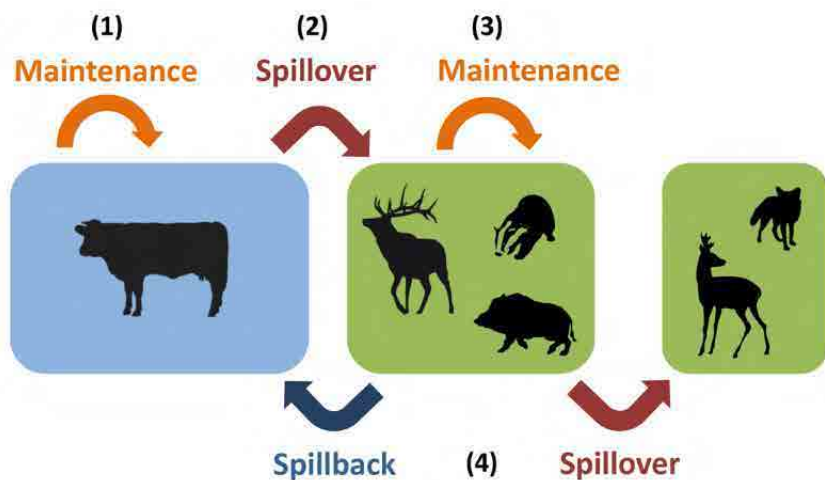 (1) (2) (3)
Maintenance Spillover Maintenance
Spillback (4) Spillover